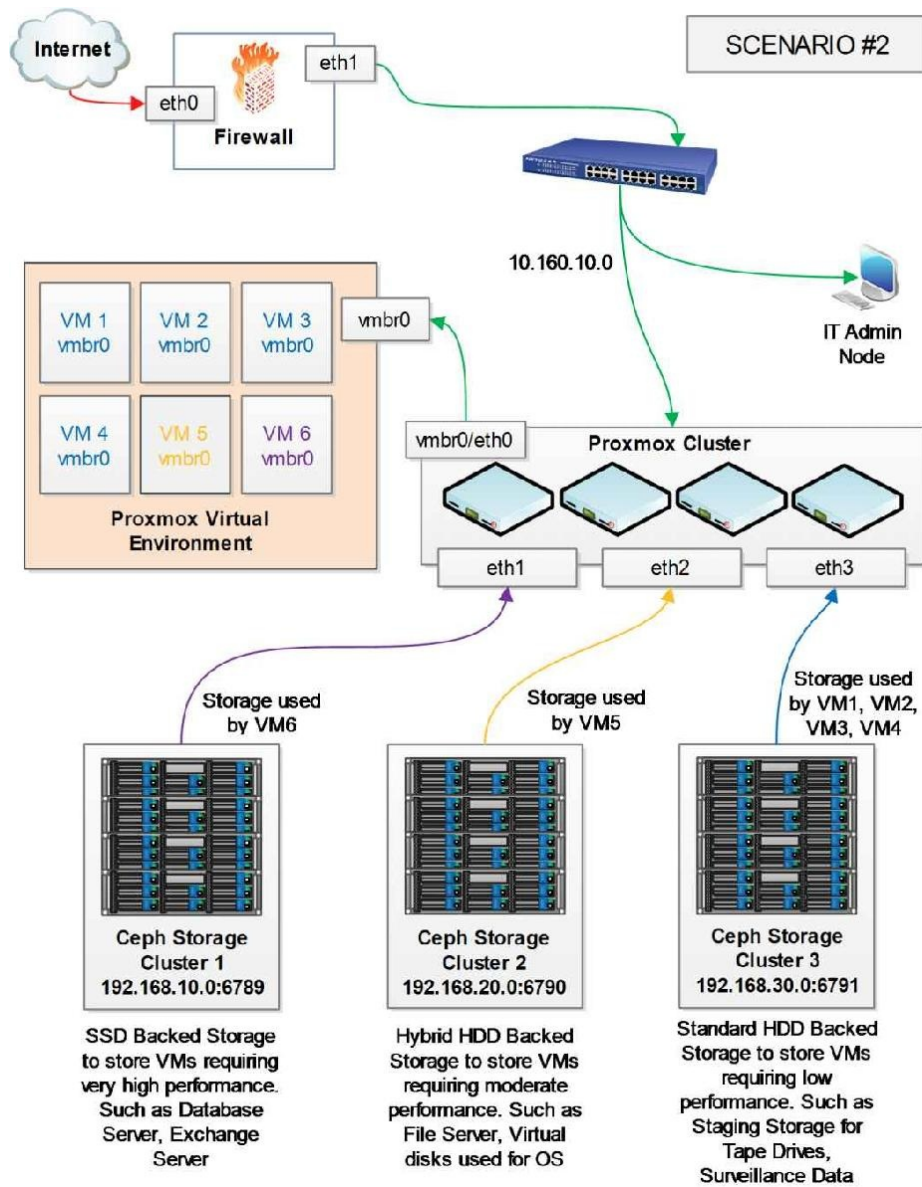 Internet
eth0
Firewall
eth1
SCENARIO #2
10.160.10.0
IT Admin
Node
VM 1
vmbr0
VM 2
vmbr0
VM 3
vmbr0
VM 4
vmbr0
VM 5
vmbr0
VM 6
vmbr0
Proxmox Virtual
Environment
vmbr0
vmbr0/eth0
Proxmox Cluster
eth1
eth2
eth3
Storage used
by VM6
Storage used
by VM5
Storage used
by VM1, VM2,
VM3, VM4
Ceph Storage
Cluster 1
192.168.10.0:6789
Ceph Storage
Cluster 2
192.168.20.0:6790
Ceph Storage
Cluster 3
192.168.30.0:6791
SSD Backed Storage
to store VMs requiring
very high performance.
Such as Database
Server, Exchange
Server
Hybrid HDD Backed
Storage to store VMs
requiring moderate
performance. Such as
File Server, Virtual
disks used for OS
Standard HDD Backed
Storage to store VMs
requiring low
performance. Such as
Staging Storage for
Tape Drives,
Surveillance Data